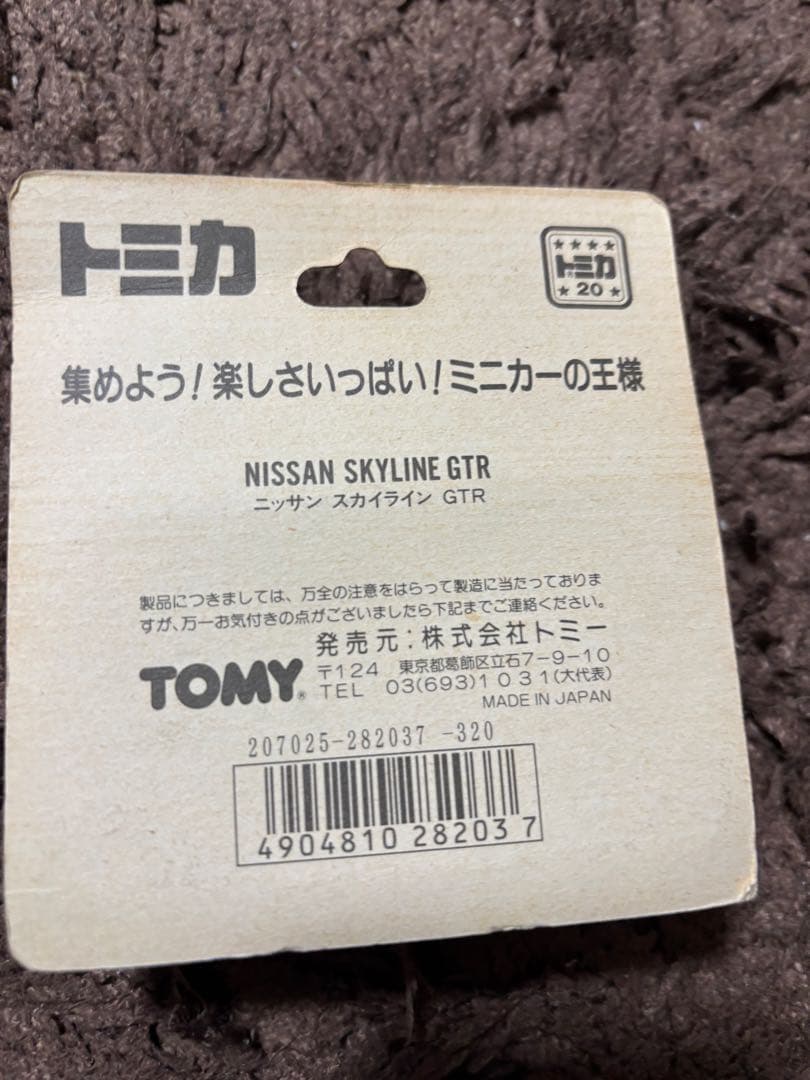 トミカ
★★★★
トミカ
★20★
集めよう!楽しさいっぱい!ミニカーの王様
NISSAN SKYLINE GTR
ニッサン スカイライン GTR
製品につきましては、万全の注意をはらって製造に当たっておりま
すが、万一お気付きの点がございましたら下記までご連絡ください。
発売元:株式会社トミー
TOMY®
〒124 東京都葛飾区立石7-9-10
TEL 03(693)1031(大代表)
MADE IN JAPAN
207025-282037 -320
4904810 282037